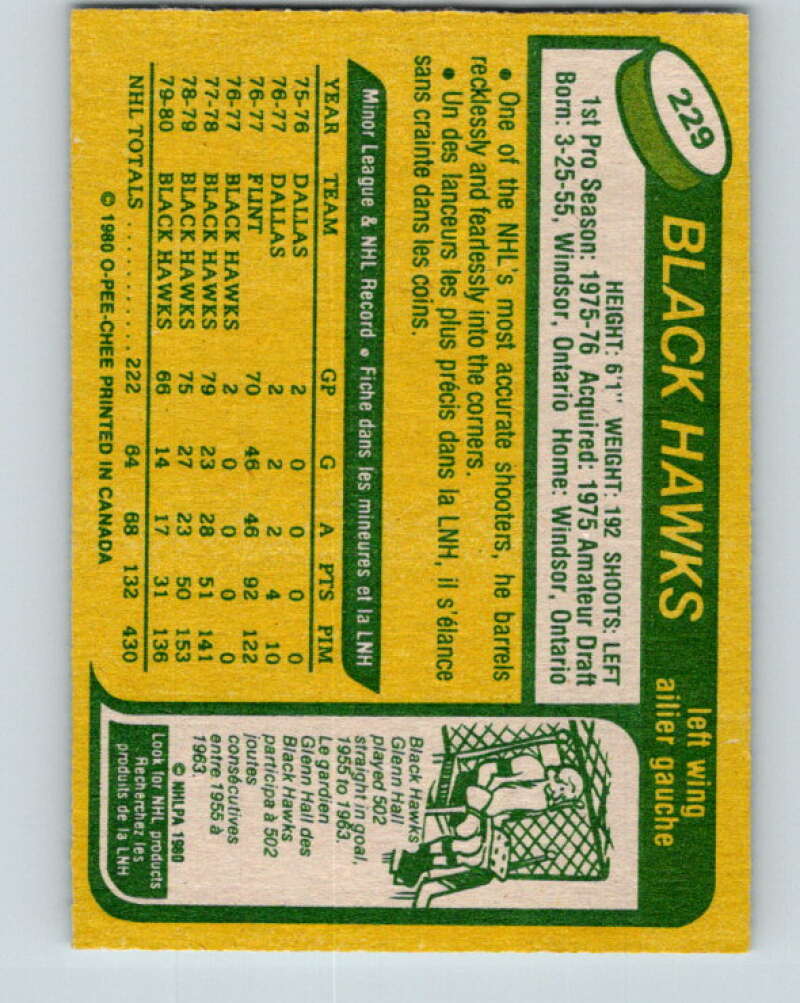 229
BLACK HAWKS
left wing
ailier gauche
HEIGHT: 6'1" WEIGHT: 192 SHOOTS: LEFT
1st Pro Season: 1975-76 Acquired: 1975 Amateur Draft
Born: 3-25-55, Windsor, Ontario Home: Windsor, Ontario
• One of the NHL's most accurate shooters, he barrels
recklessly and fearlessly into the corners.
• Un des lanceurs les plus précis dans la LNH, il s'élance
sans crainte dans les coins.
Minor League & NHL Record • Fiche dans les mineures et la LNH
YEAR TEAM GP G A PTS PIM
75-76 DALLAS 2 0 0 0 0
76-77 DALLAS 2 2 2 4 10
76-77 FLINT 70 46 46 92 122
76-77 BLACK HAWKS 2 0 0 0 0
77-78 BLACK HAWKS 79 23 28 51 141
78-79 BLACK HAWKS 75 27 23 50 153
79-80 BLACK HAWKS 66 14 17 31 136
NHL TOTALS ............ 222 64 68 132 430
© 1980 O-PEE-CHEE PRINTED IN CANADA
Black Hawks
Glenn Hall
played 502
straight in goal,
1955 to 1963.
Le gardien
Glenn Hall des
Black Hawks
participa à 502
joutes
consécutives
entre 1955 à
1963.
© NHLPA 1980
Look for NHL products
Recherchez les
produits de la LNH